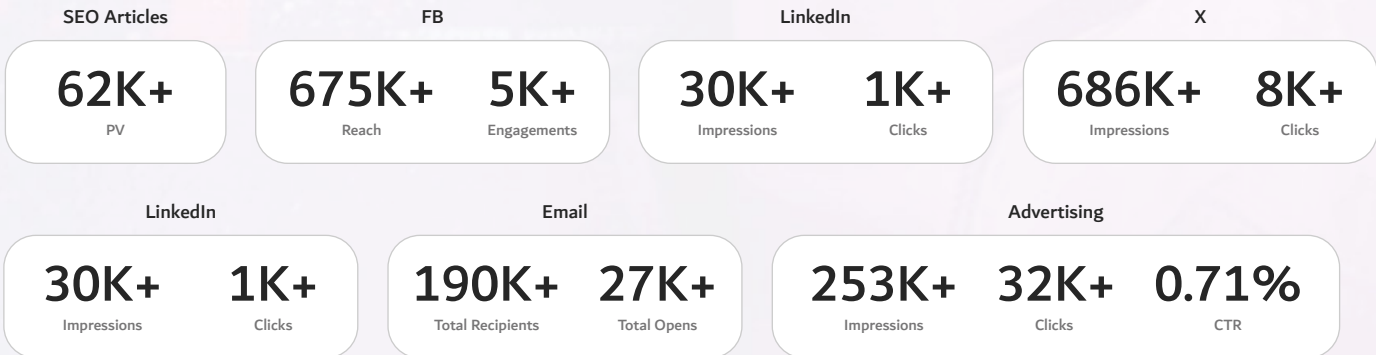 SEO Articles FB LinkedIn X
62K+ 675K+ 5K+ 30K+ 1K+ 686K+ 8K+
PV Reach Engagements Impressions Clicks Impressions Clicks
LinkedIn Email Advertising
30K+ 1K+ 190K+ 27K+ 253K+ 32K+ 0.71%
Impressions Clicks Total Recipients Total Opens Impressions Clicks CTR